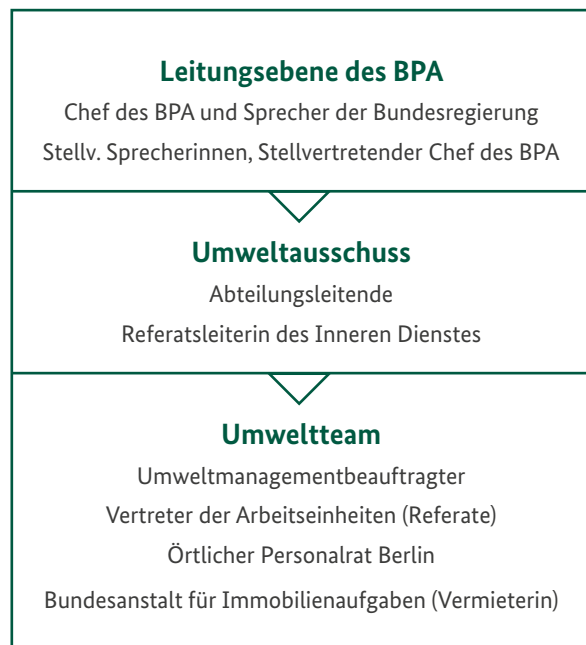 Leitungsebene des BPA
Chef des BPA und Sprecher der Bundesregierung
Stellv. Sprecherinnen, Stellvertretender Chef des BPA
Umweltausschuss
Abteilungsleitende
Referatsleiterin des Inneren Dienstes
Umweltteam
Umweltmanagementbeauftragter
Vertreter der Arbeitseinheiten (Referate)
Örtlicher Personalrat Berlin
Bundesanstalt für Immobilienaufgaben (Vermieterin)